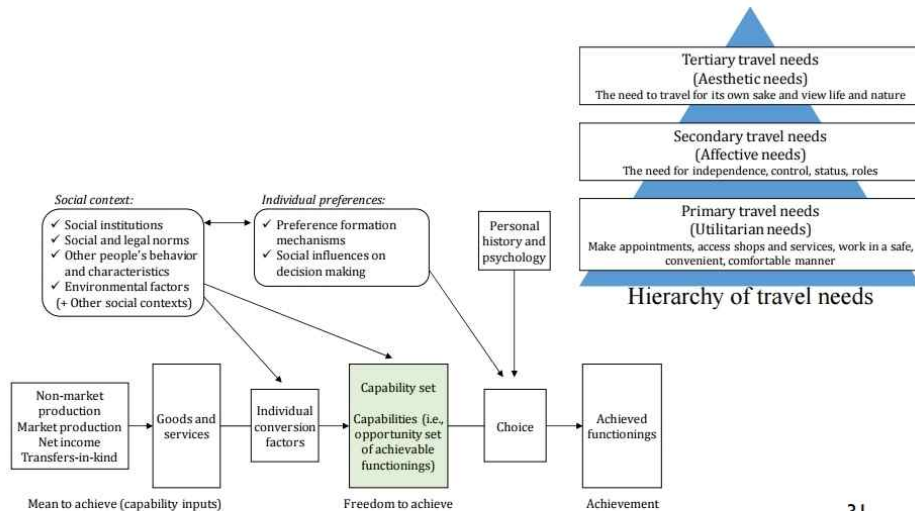 Tertiary travel needs
(Aesthetic needs)
The need to travel for its own sake and view life and nature
Secondary travel needs
(Affective needs)
The need for independence, control, status, roles
Primary travel needs
(Utilitarian needs)
Make appointments, access shops and services, work in a safe,
convenient, comfortable manner
Hierarchy of travel needs
Social context:
✓ Social institutions
✓ Social and legal norms
✓ Other people's behavior
and characteristics
✓ Environmental factors
(+ Other social contexts)
Individual preferences:
✓ Preference formation
mechanisms
✓ Social influences on
decision making
Personal
history and
psychology
Non-market
production
Market production
Net income
Transfers-in-kind
Goods and
services
Individual
conversion
factors
Capability set
Capabilities (i.e.,
opportunity set
of achievable
functionings)
Choice
Achieved
functionings
Mean to achieve (capability inputs)
Freedom to achieve
Achievement